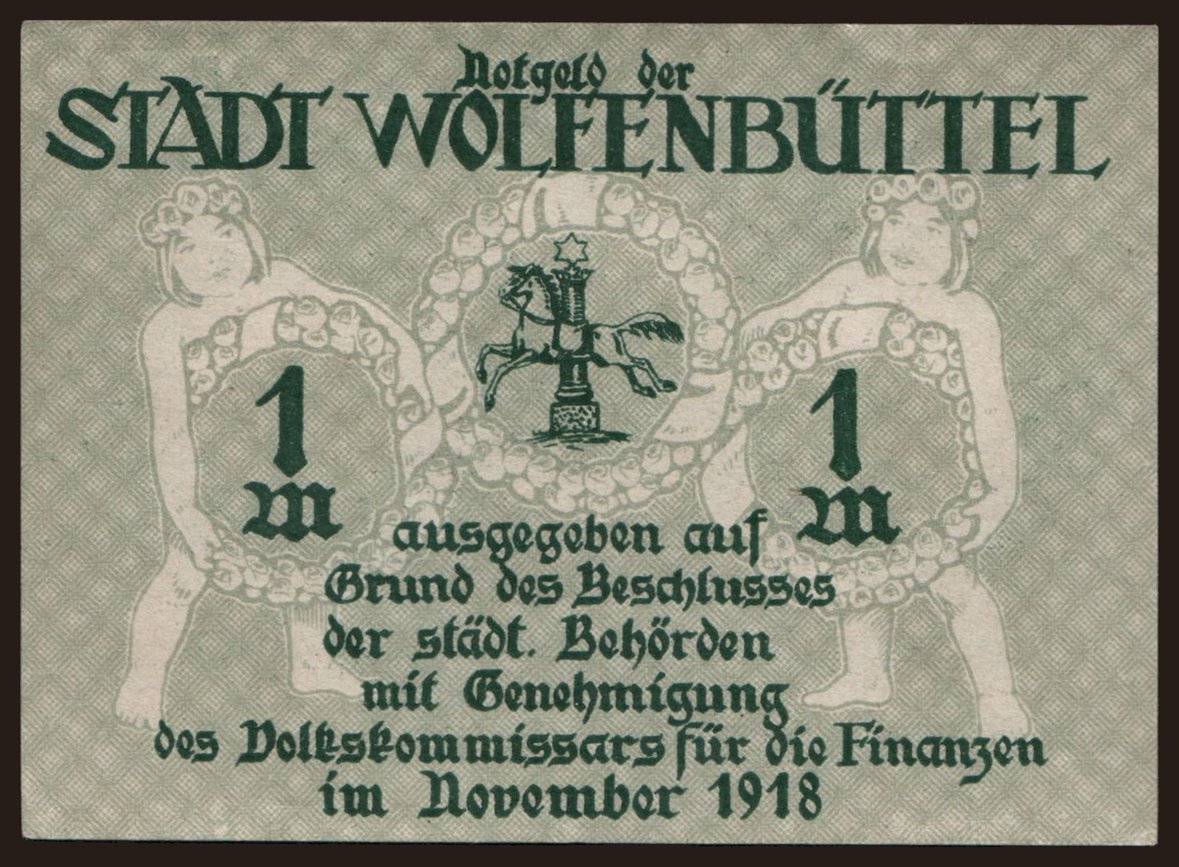 Notgeld der
STADT WOLFENBÜTTEL
1 1
M M
ausgegeben auf
Grund des Beschlusses
der städt. Behörden
mit Genehmigung
des Volkskommissars für die Finanzen
im November 1918